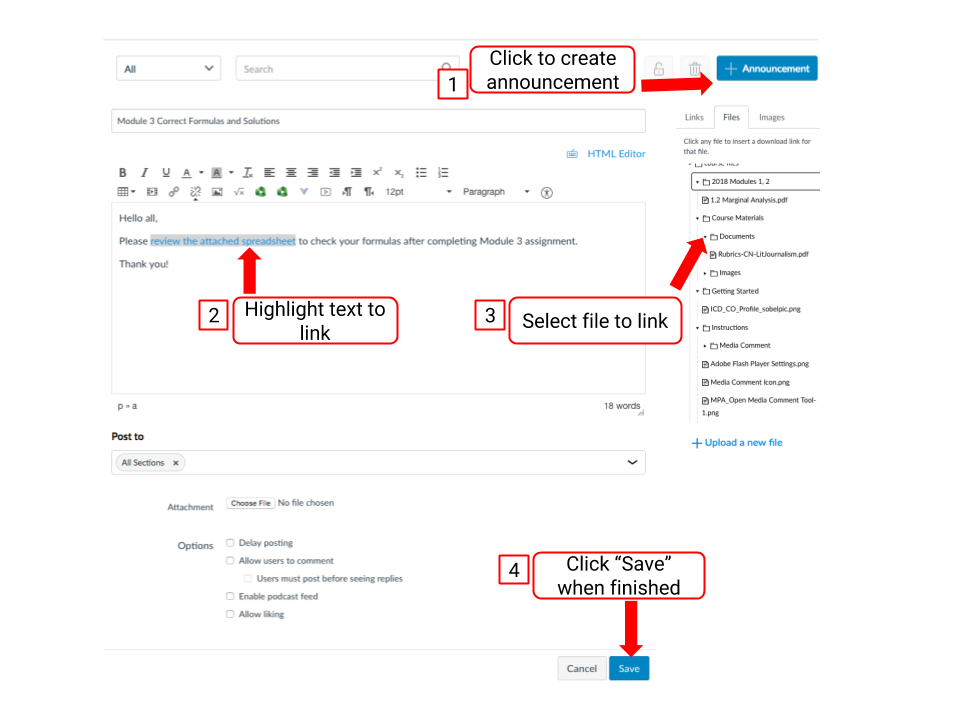 Click to create
announcement
1
All
Search
Announcement
Module 3 Correct Formulas and Solutions
HTML Editor
B I U A A
12pt Paragraph
Hello all,
Please review the attached spreadsheet to check your formulas after completing Module 3 assignment.
Thank you!
2
Highlight text to
link
3
Select file to link
p » a
18 words
Links Files Images
Click any file to insert a download link for
that file.
course files
2018 Modules 1, 2
1.2 Marginal Analysis.pdf
Course Materials
Documents
Rubrics-CN-LitJournalism.pdf
Images
Getting Started
ICD_CO_Profile_sobelpic.png
Instructions
Media Comment
Adobe Flash Player Settings.png
Media Comment Icon.png
MPA_Open Media Comment Tool-
1.png
Upload a new file
Post to
All Sections x
Attachment Choose File No file chosen
Options
Delay posting
Allow users to comment
Users must post before seeing replies
Enable podcast feed
Allow liking
4
Click “Save”
when finished
Cancel Save